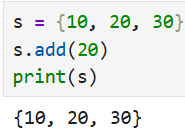 s = {10, 20, 30}
s.add(20)
print(s)
{10, 20, 30}